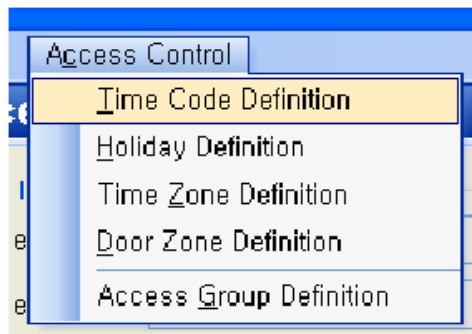 Access Control
Time Code Definition
Holiday Definition
Time Zone Definition
Door Zone Definition
Access Group Definition